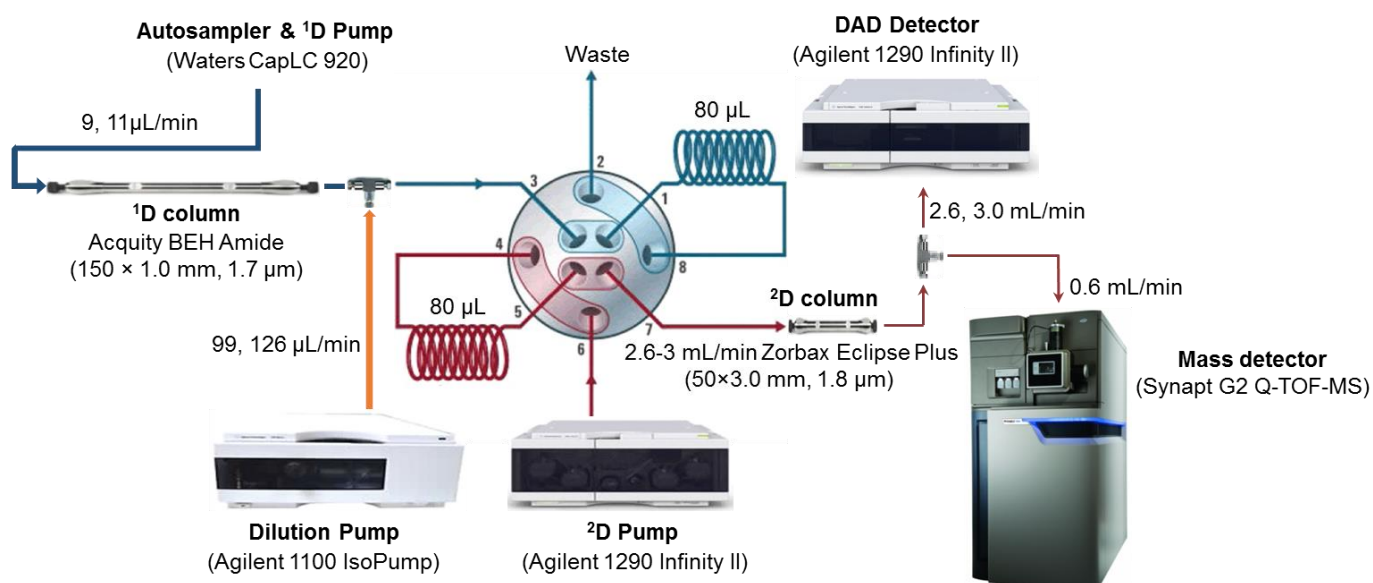 Autosampler & ¹D Pump
(Waters CapLC 920)
9, 11µL/min
¹D column
Acquity BEH Amide
(150 × 1.0 mm, 1.7 µm)
99, 126 µL/min
Dilution Pump
(Agilent 1100 IsoPump)
Waste
80 µL
2
3
1
4
8
5
7
6
80 µL
²D Pump
(Agilent 1290 Infinity II)
²D column
2.6-3 mL/min Zorbax Eclipse Plus
(50×3.0 mm, 1.8 µm)
DAD Detector
(Agilent 1290 Infinity II)
2.6, 3.0 mL/min
0.6 mL/min
Mass detector
(Synapt G2 Q-TOF-MS)